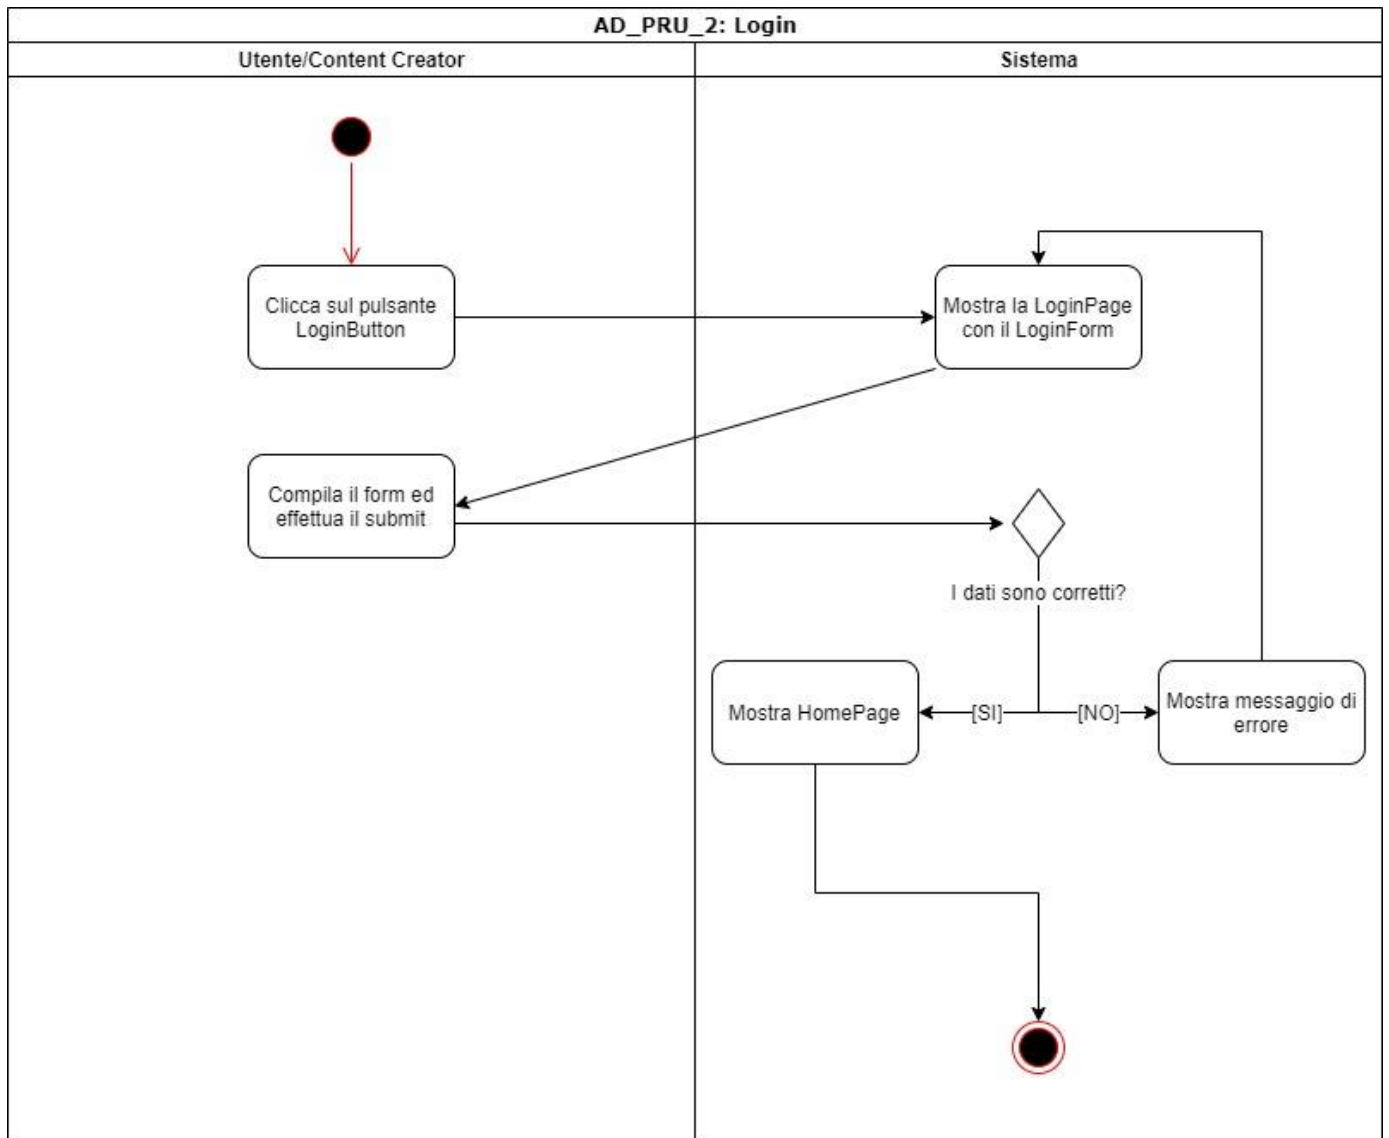 AD_PRU_2: Login
Utente/Content Creator
Sistema
Clicca sul pulsante
LoginButton
Mostra la LoginPage
con il LoginForm
Compila il form ed
effettua il submit
I dati sono corretti?
Mostra HomePage
[SI]
[NO]
Mostra messaggio di
errore